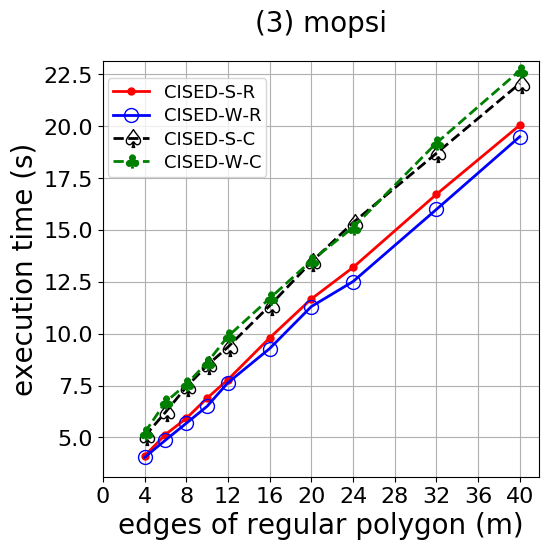 (3) mopsi
CISED-S-R
CISED-W-R
CISED-S-C
CISED-W-C
execution time (s)
22.5
20.0
17.5
15.0
12.5
10.0
7.5
5.0
0 4 8 12 16 20 24 28 32 36 40
edges of regular polygon (m)